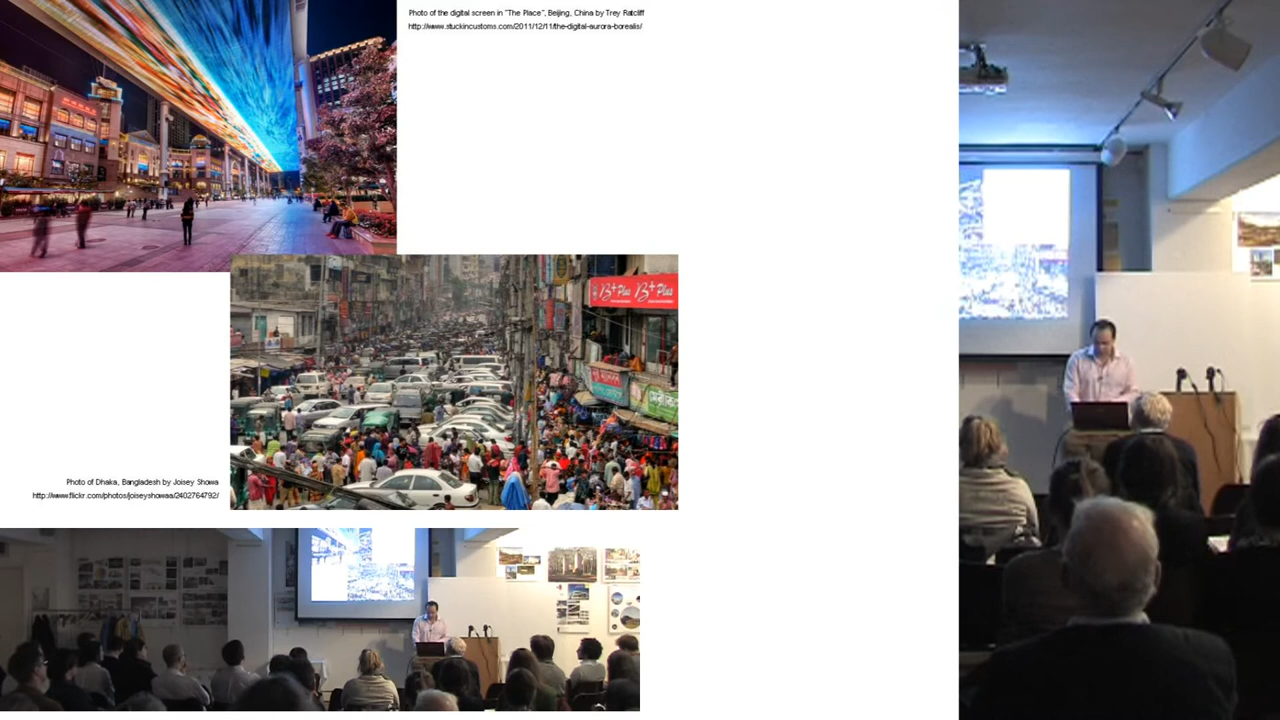 Photo of the digital screen in "The Place", Beijing, China by Trey Ratcliff
http://www.stuckincustoms.com/2011/12/11/the-digital-aurora-borealis/
B+ Plus B+ Plus
Photo of Dhaka, Bangladesh by Joisey Showa
http://www.flickr.com/photos/joiseyshowaa/2402764792/